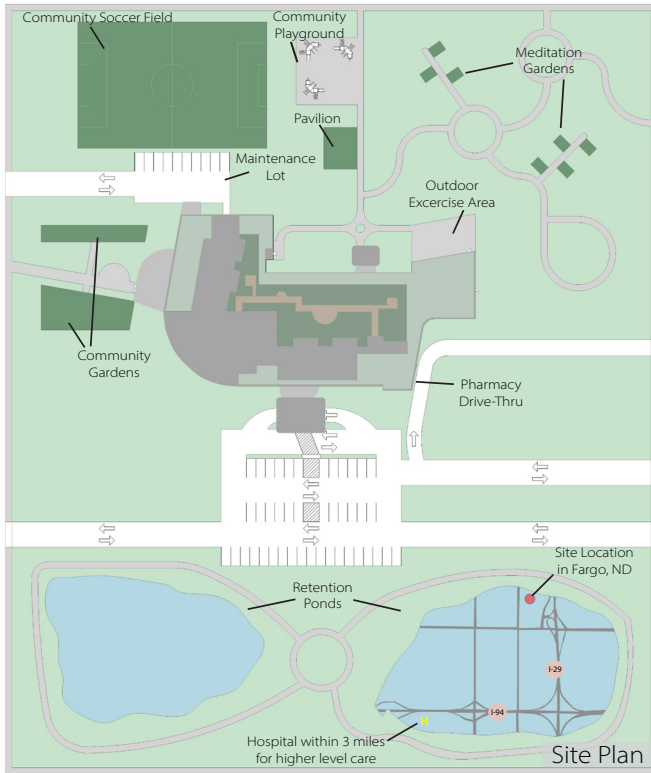 Community Soccer Field
Community
Playground
Meditation
Gardens
Pavilion
Maintenance
Lot
Outdoor
Excercise Area
Community
Gardens
Pharmacy
Drive-Thru
Site Location
in Fargo, ND
Retention
Ponds
I-29
I-94
H
Hospital within 3 miles
for higher level care
Site Plan